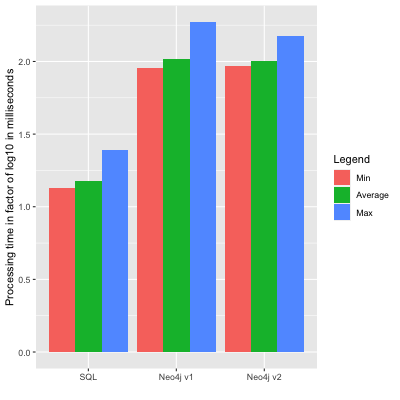 Processing time in factor of log10 in milliseconds
2.0
1.5
1.0
0.5
0.0
SQL
Neo4j v1
Neo4j v2
Legend
Min
Average
Max